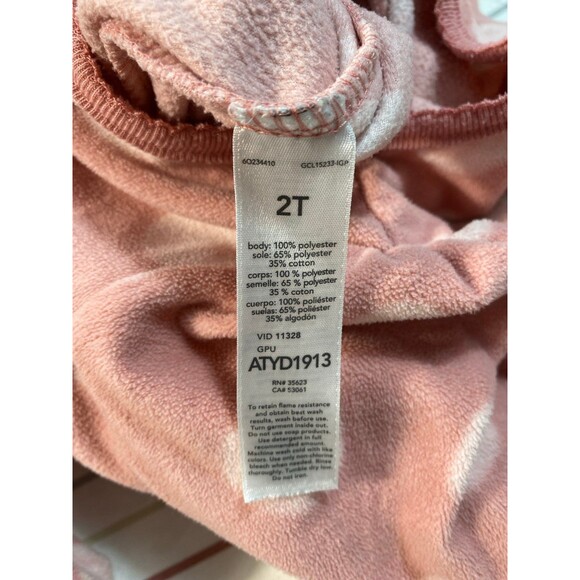 6O234410 GCL15233-IGP
2T
body: 100% polyester
sole: 65% polyester
35% cotton
corps: 100 % polyester
semelle: 65 % polyester
35 % coton
cuerpo: 100% poliéster
suelas: 65% poliéster
35% algodón
VID 11328
GPU
ATYD1913
RN# 35623
CA# 53061
To retain flame resistance
and obtain best wash
results, wash before use.
Turn garment inside out.
Do not use soap products.
Use detergent in full
recommended amount.
Machine wash cold with like
colors. Use only non-chlorine
bleach when needed. Rinse
thoroughly. Tumble dry low.
Do not iron.